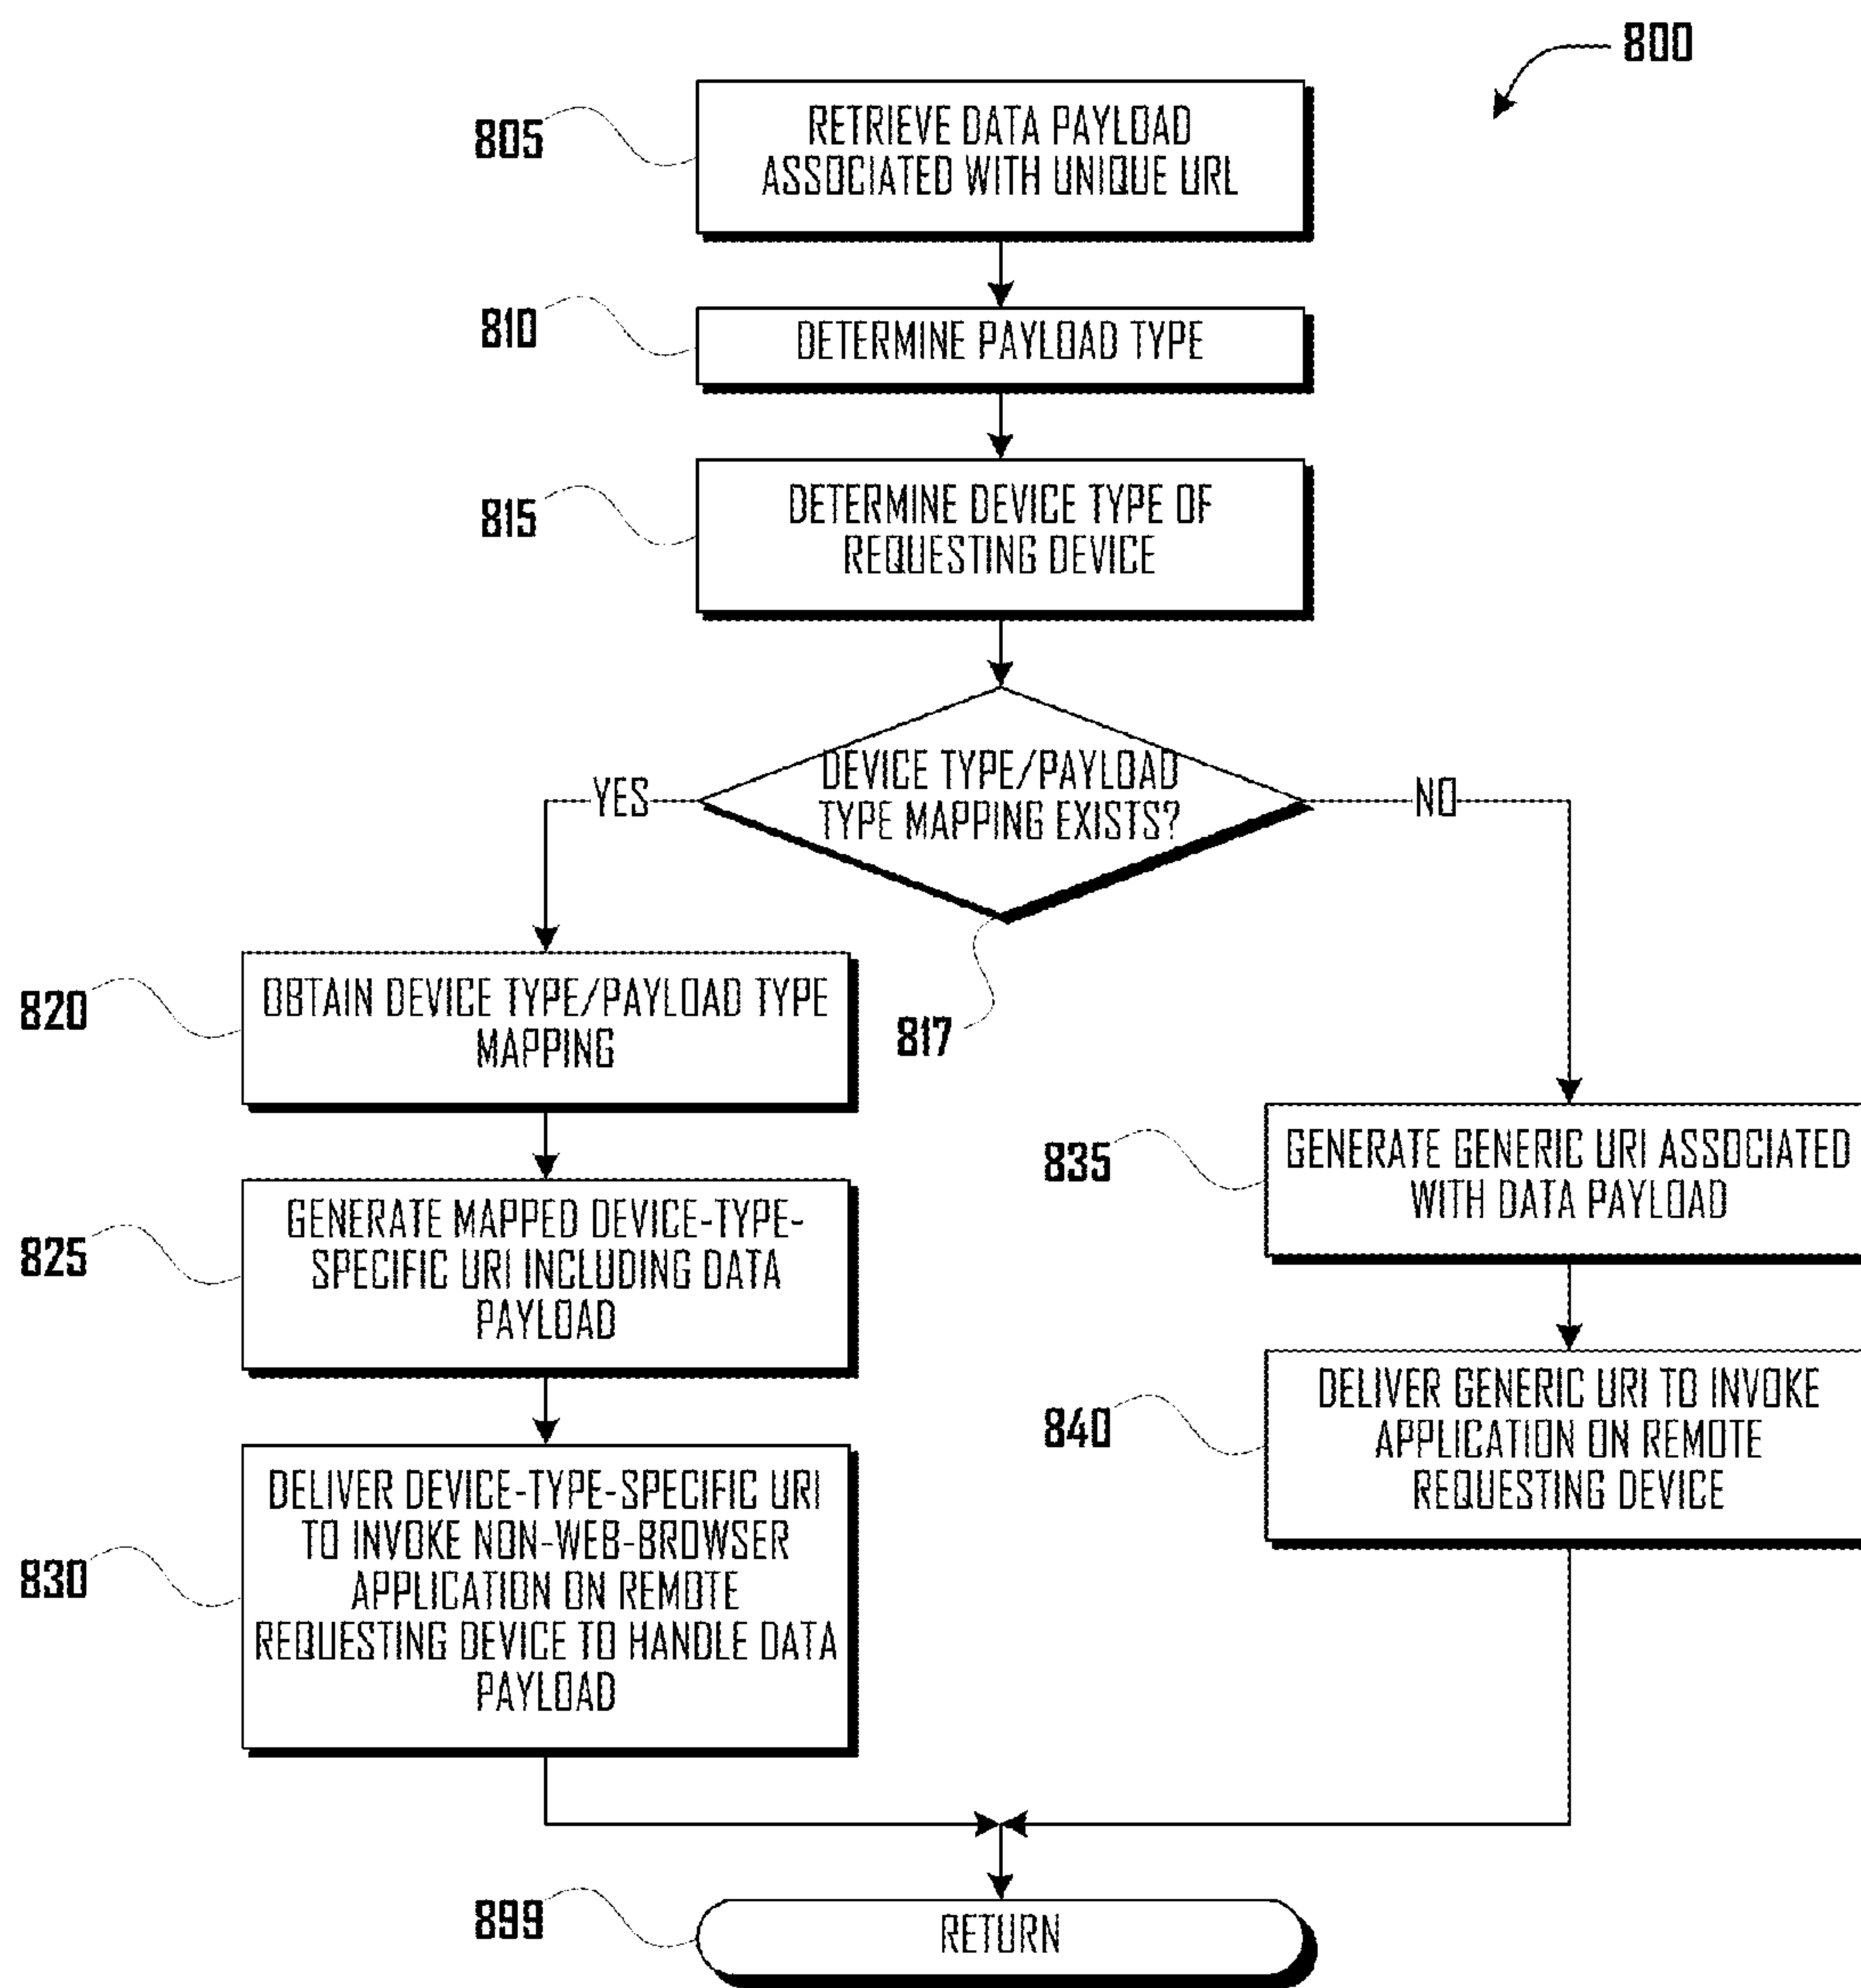 800
805
RETRIEVE DATA PAYLOAD
ASSOCIATED WITH UNIQUE URL
810
DETERMINE PAYLOAD TYPE
815
DETERMINE DEVICE TYPE OF
REQUESTING DEVICE
DEVICE TYPE/PAYLOAD
TYPE MAPPING EXISTS?
YES
NO
817
820
OBTAIN DEVICE TYPE/PAYLOAD TYPE
MAPPING
825
GENERATE MAPPED DEVICE-TYPE-
SPECIFIC URI INCLUDING DATA
PAYLOAD
830
DELIVER DEVICE-TYPE-SPECIFIC URI
TO INVOKE NON-WEB-BROWSER
APPLICATION ON REMOTE
REQUESTING DEVICE TO HANDLE DATA
PAYLOAD
835
GENERATE GENERIC URI ASSOCIATED
WITH DATA PAYLOAD
840
DELIVER GENERIC URI TO INVOKE
APPLICATION ON REMOTE
REQUESTING DEVICE
899
RETURN